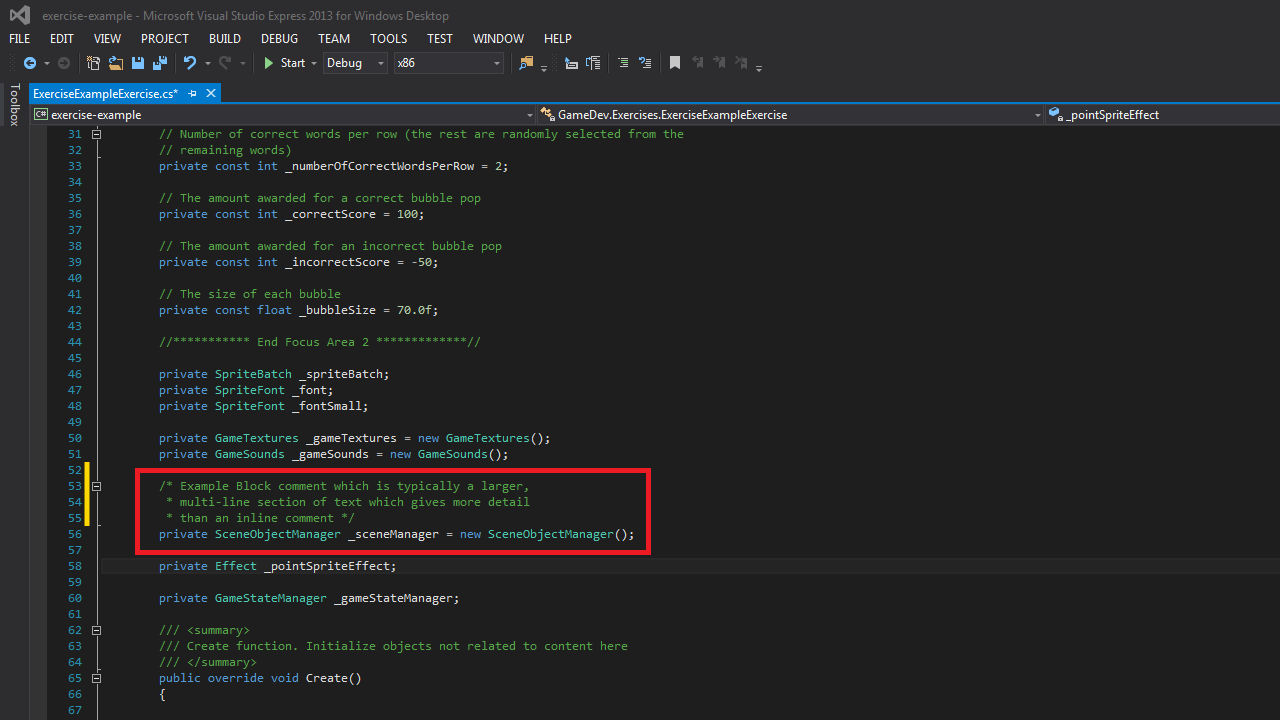 exercise-example - Microsoft Visual Studio Express 2013 for Windows Desktop
FILE EDIT VIEW PROJECT BUILD DEBUG TEAM TOOLS TEST WINDOW HELP
Start Debug x86
Toolbox
ExerciseExampleExercise.cs*
C# exercise-example GameDev.Exercises.ExerciseExampleExercise _pointSpriteEffect
31 // Number of correct words per row (the rest are randomly selected from the
32 // remaining words)
33 private const int _numberOfCorrectWordsPerRow = 2;
34
35 // The amount awarded for a correct bubble pop
36 private const int _correctScore = 100;
37
38 // The amount awarded for an incorrect bubble pop
39 private const int _incorrectScore = -50;
40
41 // The size of each bubble
42 private const float _bubbleSize = 70.0f;
43
44 //*********** End Focus Area 2 *************//
45
46 private SpriteBatch _spriteBatch;
47 private SpriteFont _font;
48 private SpriteFont _fontSmall;
49
50 private GameTextures _gameTextures = new GameTextures();
51 private GameSounds _gameSounds = new GameSounds();
52
53 /* Example Block comment which is typically a larger,
54 * multi-line section of text which gives more detail
55 * than an inline comment */
56 private SceneObjectManager _sceneManager = new SceneObjectManager();
57
58 private Effect _pointSpriteEffect;
59
60 private GameStateManager _gameStateManager;
61
62 /// <summary>
63 /// Create function. Initialize objects not related to content here
64 /// </summary>
65 public override void Create()
66 {
67